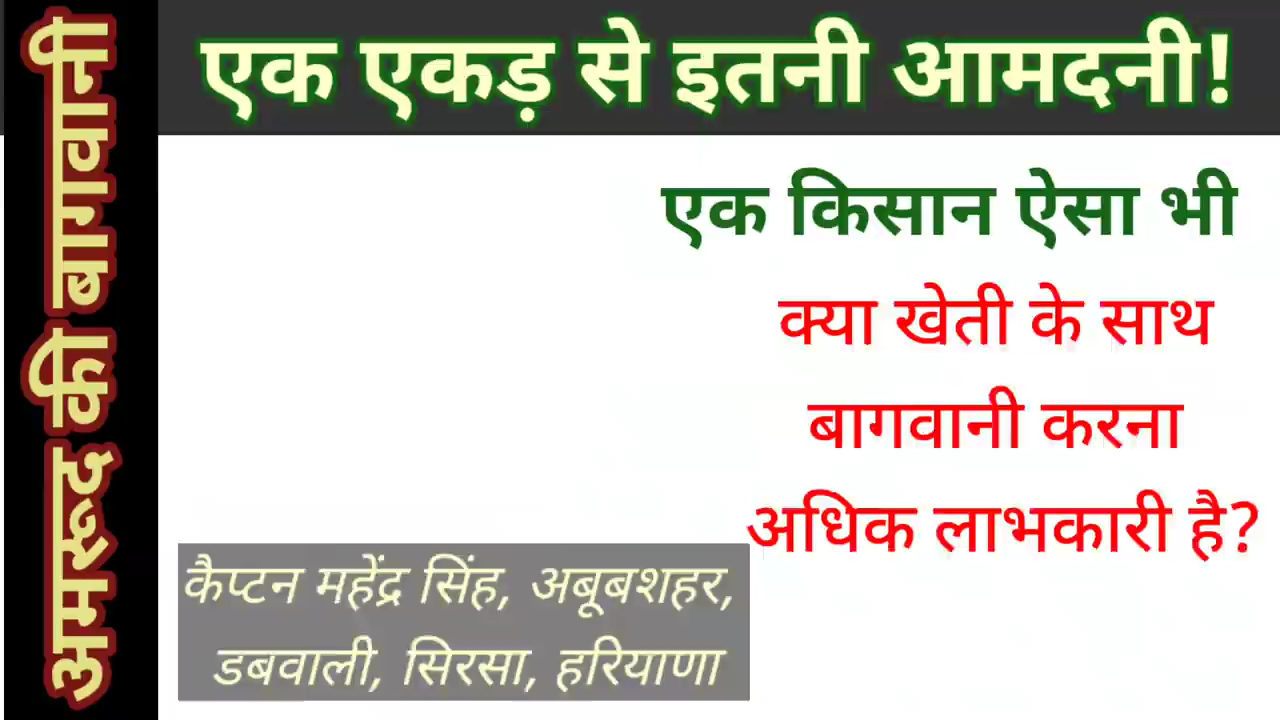 अमरूद की बागवानी
एक एकड़ से इतनी आमदनी!
एक किसान ऐसा भी
क्या खेती के साथ
बागवानी करना
अधिक लाभकारी है?
कैप्टन महेंद्र सिंह, अबूबशहर,
डबवाली, सिरसा, हरियाणा